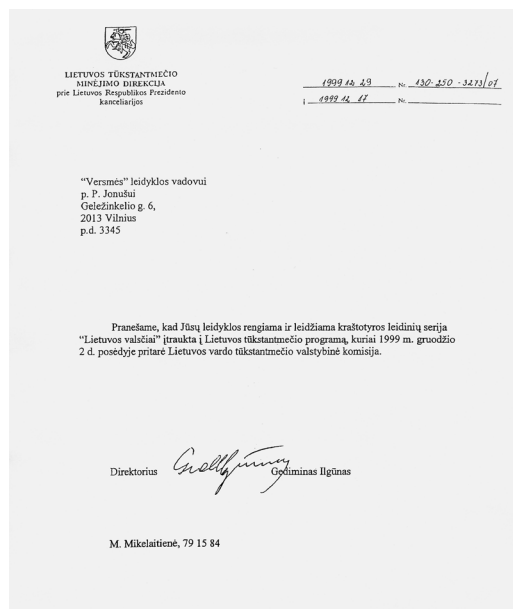 LIETUVOS TŪKSTANTMEČIO
MINĖJIMO DIREKCIJA
prie Lietuvos Respublikos Prezidento
kanceliarijos
1999 12 29 Nr. 130-250-3273/07
Į 1999 12 17 Nr.
"Versmės" leidyklos vadovui
p. P. Jonušui
Geležinkelio g. 6,
2013 Vilnius
p.d. 3345
Pranešame, kad Jūsų leidyklos rengiama ir leidžiama kraštotyros leidinių serija
"Lietuvos valsčiai" įtraukta į Lietuvos tūkstantmečio programą, kuriai 1999 m. gruodžio
2 d. posėdyje pritarė Lietuvos vardo tūkstantmečio valstybinė komisija.
Direktorius Gediminas Ilgūnas
M. Mikelaitienė, 79 15 84